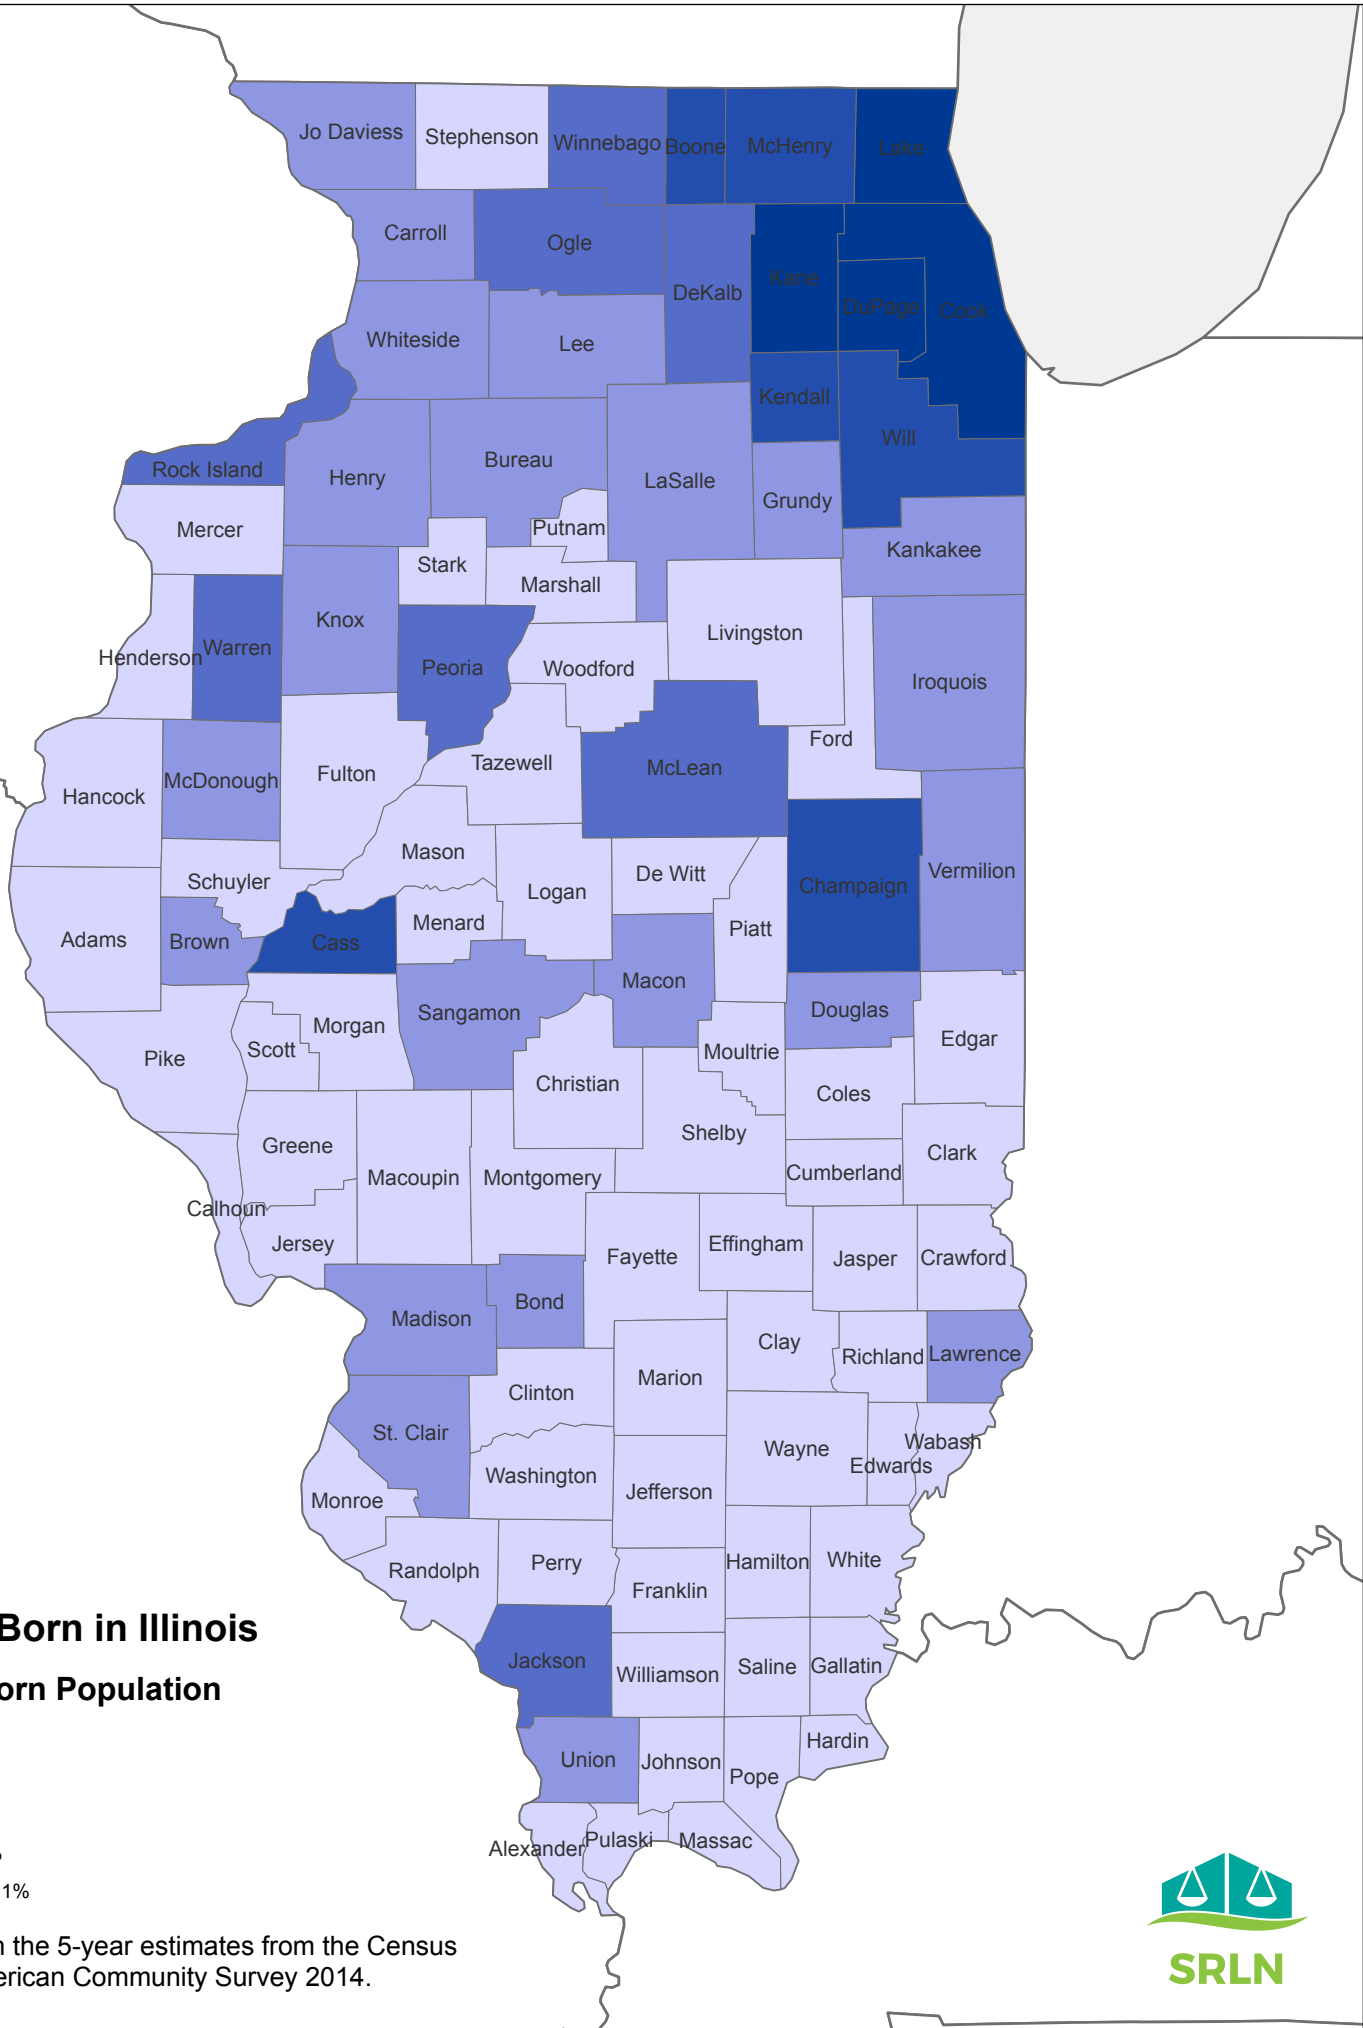 Jo Daviess
Stephenson
Winnebago
Boone
McHenry
Lake
Carroll
Ogle
DeKalb
Kane
DuPage
Cook
Whiteside
Lee
Kendall
Will
Rock Island
Henry
Bureau
LaSalle
Grundy
Mercer
Putnam
Kankakee
Stark
Marshall
Knox
Livingston
Henderson
Warren
Peoria
Woodford
Iroquois
Ford
McDonough
Fulton
Tazewell
McLean
Hancock
Mason
Vermilion
Schuyler
Logan
De Witt
Champaign
Adams
Brown
Cass
Menard
Piatt
Macon
Sangamon
Douglas
Morgan
Scott
Edgar
Pike
Moultrie
Christian
Coles
Shelby
Greene
Clark
Macoupin
Montgomery
Cumberland
Calhoun
Jersey
Effingham
Fayette
Jasper
Crawford
Bond
Madison
Clay
Richland
Lawrence
Marion
Clinton
St. Clair
Wayne
Wabash
Edwards
Washington
Jefferson
Monroe
Randolph
Perry
Hamilton
White
Franklin
Born in Illinois
Jackson
Williamson
Saline
Gallatin
orn Population
Hardin
Union
Johnson
Pope
Alexander
Pulaski
Massac
1%
the 5-year estimates from the Census
erican Community Survey 2014.
SRLN